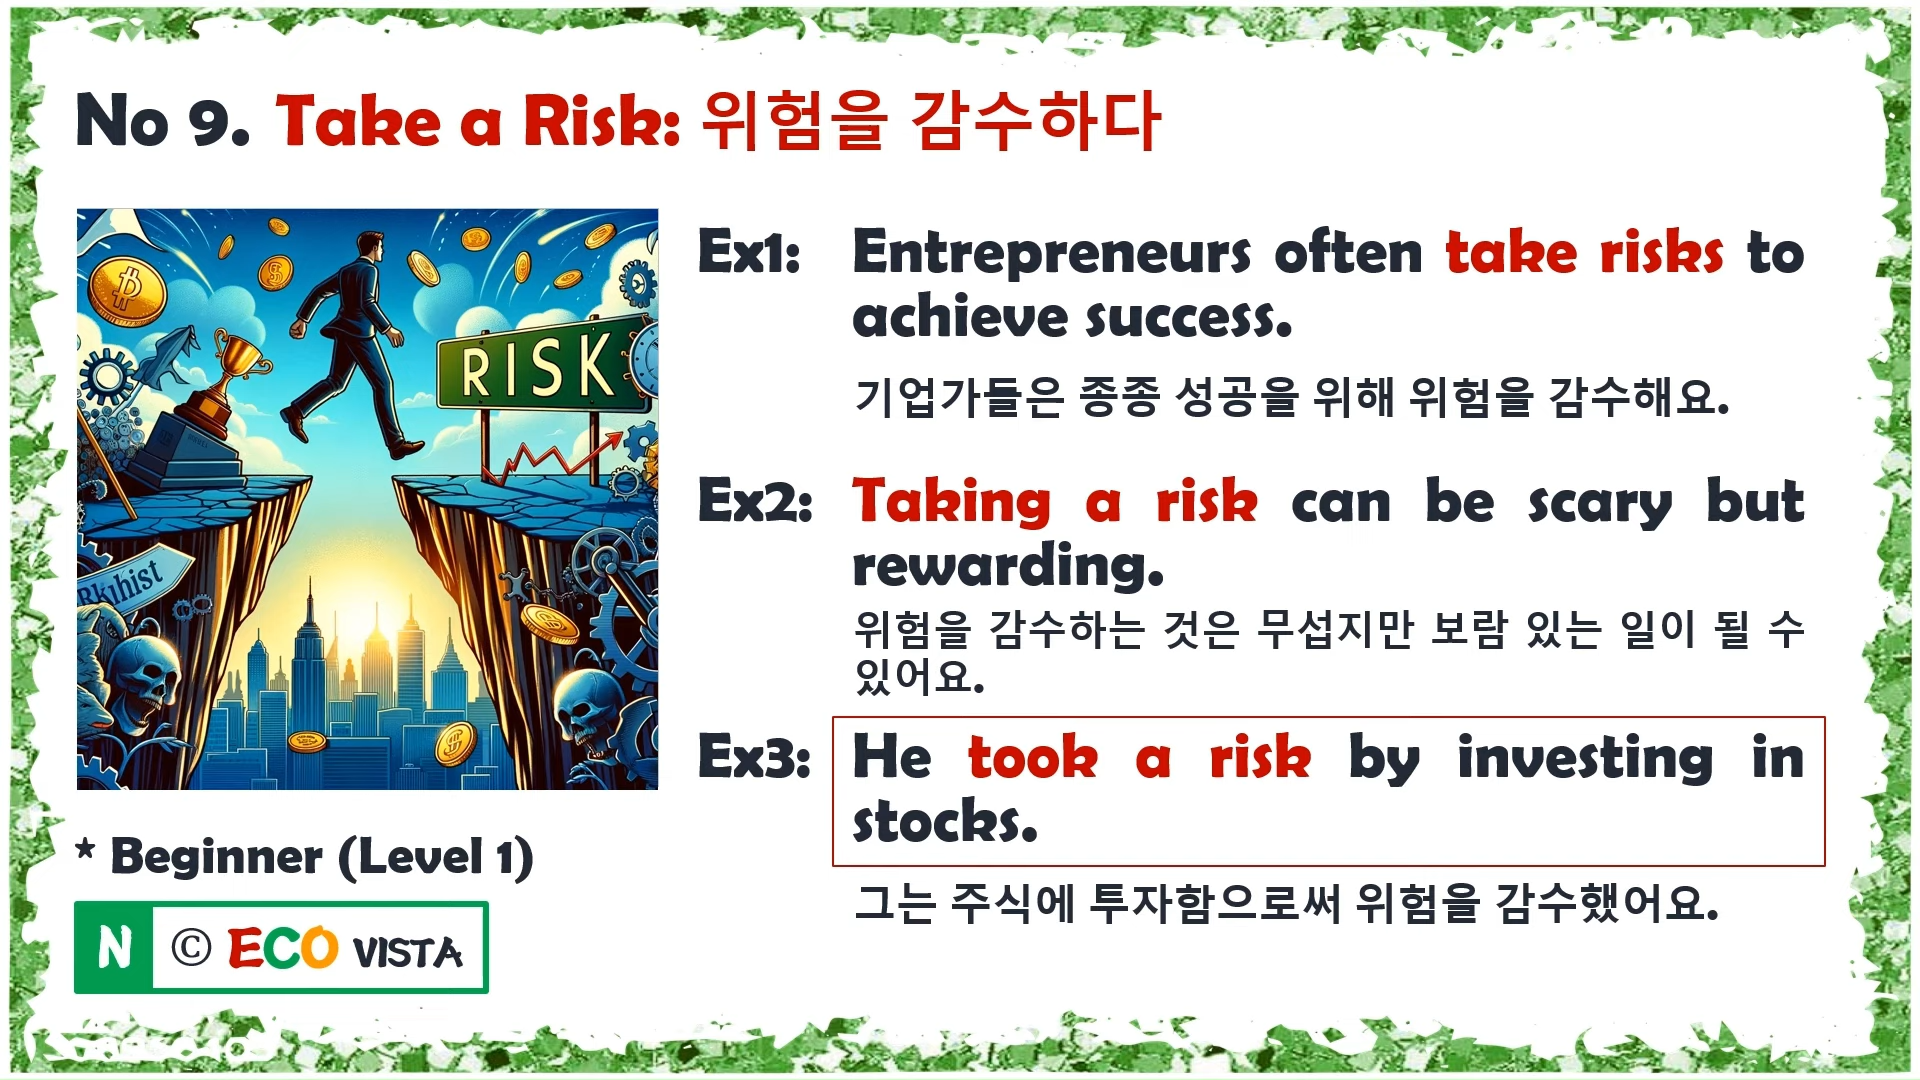 No 9. Take a Risk: 위험을 감수하다
RISK
Rkıhist
Ex1: Entrepreneurs often take risks to
achieve success.
기업가들은 종종 성공을 위해 위험을 감수해요.
Ex2: Taking a risk can be scary but
rewarding.
위험을 감수하는 것은 무섭지만 보람 있는 일이 될 수
있어요.
Ex3: He took a risk by investing in
stocks.
그는 주식에 투자함으로써 위험을 감수했어요.
* Beginner (Level 1)
N © ECO VISTA